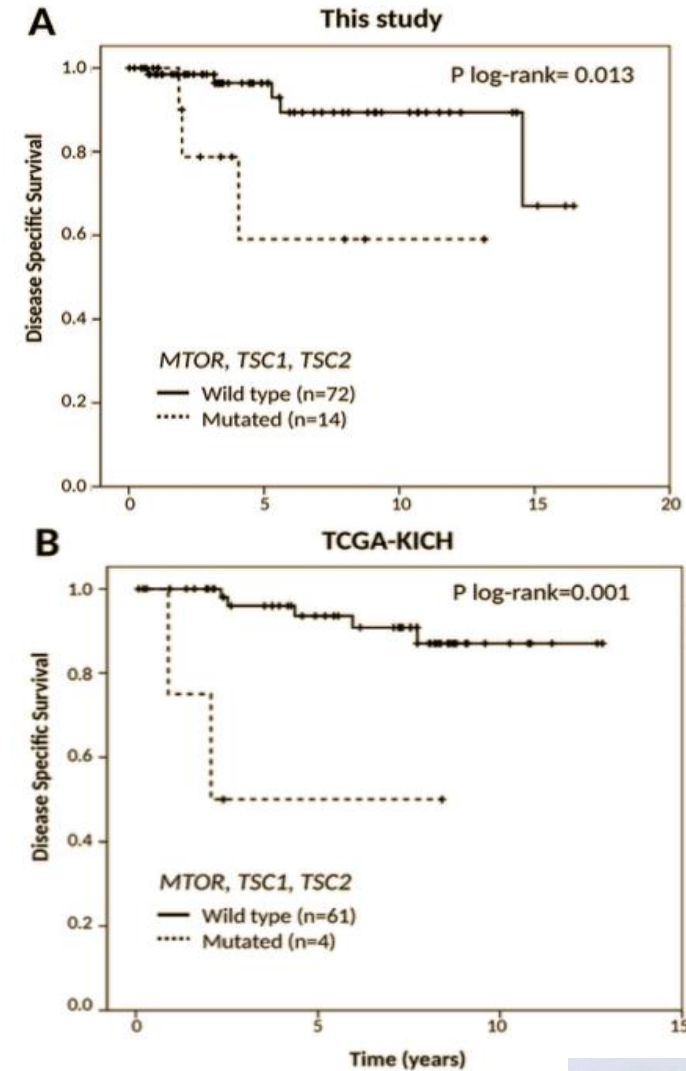 A
This study
P log-rank= 0.013
Disease Specific Survival
1.0
0.8
0.6
0.4
0.2
0.0
MTOR, TSC1, TSC2
Wild type (n=72)
Mutated (n=14)
0 5 10 15 20
B
TCGA-KICH
P log-rank=0.001
Disease Specific Survival
1.0
0.8
0.6
0.4
0.2
0.0
MTOR, TSC1, TSC2
Wild type (n=61)
Mutated (n=4)
0 5 10 15
Time (years)